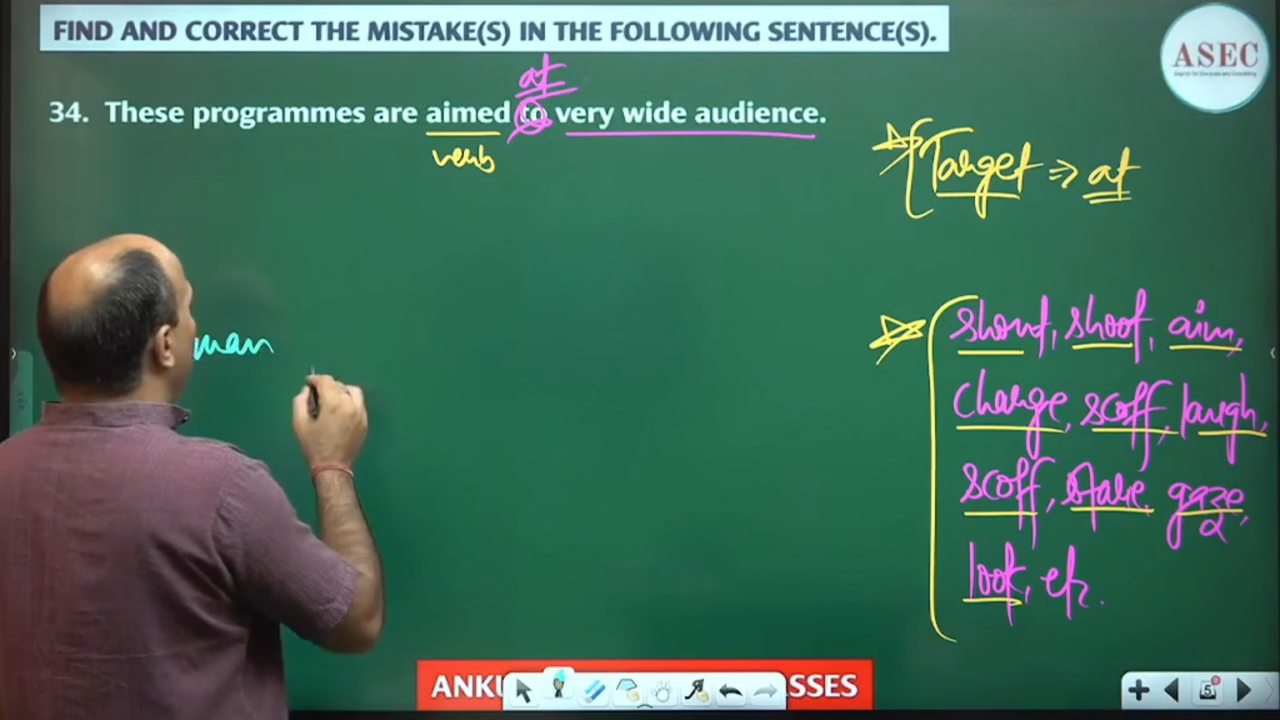 FIND AND CORRECT THE MISTAKE(S) IN THE FOLLOWING SENTENCE(S).
ASEC
at
34. These programmes are aimed to very wide audience.
verb
Target ⇒ at
man
shout, shoot, aim,
charge, scoff, laugh,
scoff, stare, gaze,
look, etc.
ANKU SSES
5